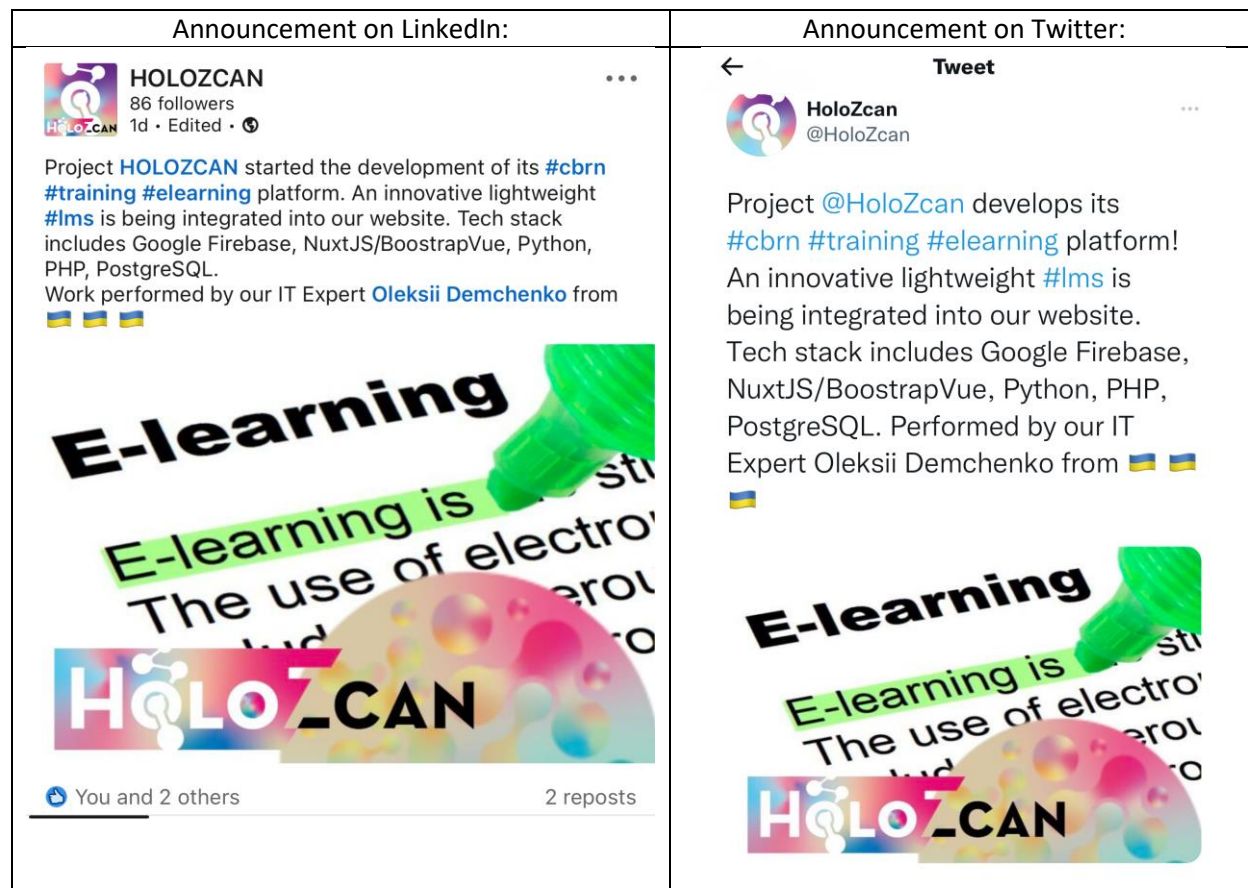 Announcement on LinkedIn:
HOLOZCAN
86 followers
1d • Edited •
Project HOLOZCAN started the development of its #cbrn
#training #elearning platform. An innovative lightweight
#lms is being integrated into our website. Tech stack
includes Google Firebase, NuxtJS/BoostrapVue, Python,
PHP, PostgreSQL.
Work performed by our IT Expert Oleksii Demchenko from
🇺🇦 🇺🇦 🇺🇦
E-learning
E-learning is
The use of electro
HOLOZCAN
You and 2 others
2 reposts
Announcement on Twitter:
Tweet
HoloZcan
@HoloZcan
Project @HoloZcan develops its
#cbrn #training #elearning platform!
An innovative lightweight #lms is
being integrated into our website.
Tech stack includes Google Firebase,
NuxtJS/BoostrapVue, Python, PHP,
PostgreSQL. Performed by our IT
Expert Oleksii Demchenko from 🇺🇦 🇺🇦
🇺🇦
E-learning
E-learning is
The use of electro
HOLOZCAN